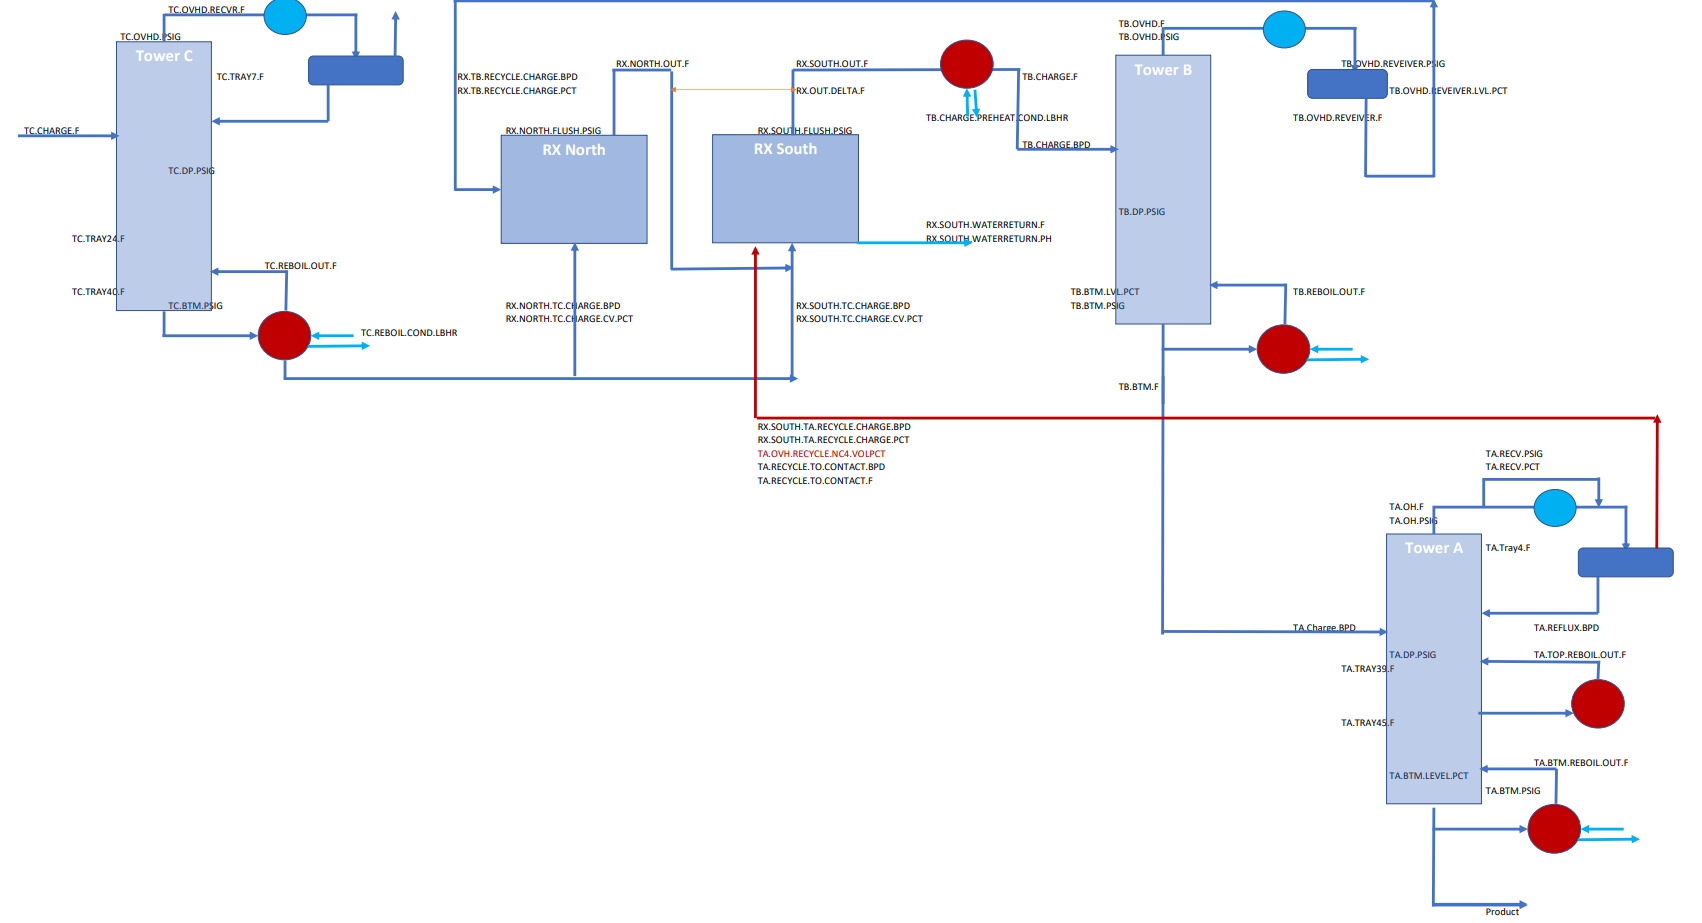 TC.OVHD.RECVR.F
TC.OVHD.PSIG
Tower C
TC.TRAY7.F
TC.CHARGE.F
TC.DP.PSIG
TC.TRAY24.F
TC.REBOIL.OUT.F
TC.TRAY40.F
TC.BTM.PSIG
TC.REBOIL.COND.LBHR
RX.TB.RECYCLE.CHARGE.BPD
RX.TB.RECYCLE.CHARGE.PCT
RX.NORTH.OUT.F
RX.SOUTH.OUT.F
RX.OUT.DELTA.F
RX.NORTH.FLUSH.PSIG
RX North
RX.SOUTH.FLUSH.PSIG
RX South
RX.NORTH.TC.CHARGE.BPD
RX.NORTH.TC.CHARGE.CV.PCT
RX.SOUTH.TC.CHARGE.BPD
RX.SOUTH.TC.CHARGE.CV.PCT
RX.SOUTH.WATERRETURN.F
RX.SOUTH.WATERRETURN.PH
TB.CHARGE.F
TB.CHARGE.PREHEAT.COND.LBHR
TB.CHARGE.BPD
TB.OVHD.F
TB.OVHD.PSIG
Tower B
TB.OVHD.REVEIVER.PSIG
TB.OVHD.REVEIVER.LVL.PCT
TB.OVHD.REVEIVER.F
TB.DP.PSIG
TB.BTM.LVL.PCT
TB.BTM.PSIG
TB.REBOIL.OUT.F
TB.BTM.F
RX.SOUTH.TA.RECYCLE.CHARGE.BPD
RX.SOUTH.TA.RECYCLE.CHARGE.PCT
TA.OVH.RECYCLE.NC4.VOLPCT
TA.RECYCLE.TO.CONTACT.BPD
TA.RECYCLE.TO.CONTACT.F
TA.RECV.PSIG
TA.RECV.PCT
TA.OH.F
TA.OH.PSIG
Tower A
TA.Tray4.F
TA.Charge.BPD
TA.REFLUX.BPD
TA.DP.PSIG
TA.TRAY39.F
TA.TOP.REBOIL.OUT.F
TA.TRAY45.F
TA.BTM.LEVEL.PCT
TA.BTM.REBOIL.OUT.F
TA.BTM.PSIG
Product